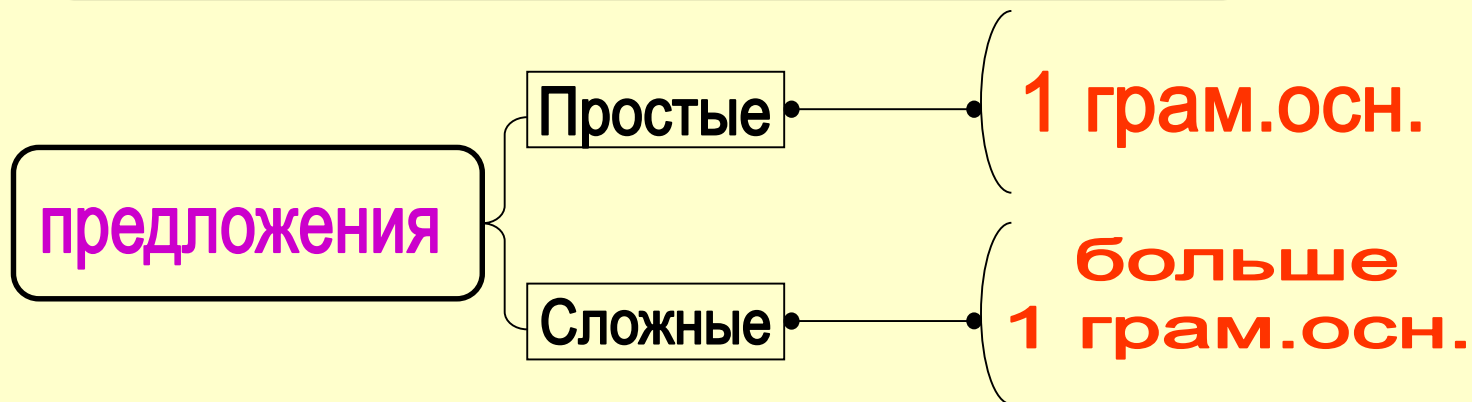 предложения
Простые
1 грам.осн.
Сложные
больше
1 грам.осн.